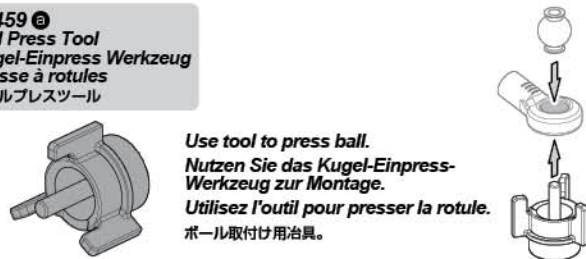 459 a
Press Tool
gel-Einpress Werkzeug
sse à rotules
ルプレスツール
Use tool to press ball.
Nutzen Sie das Kugel-Einpress-
Werkzeug zur Montage.
Utilisez l'outil pour presser la rotule.
ボール取付け用冶具。